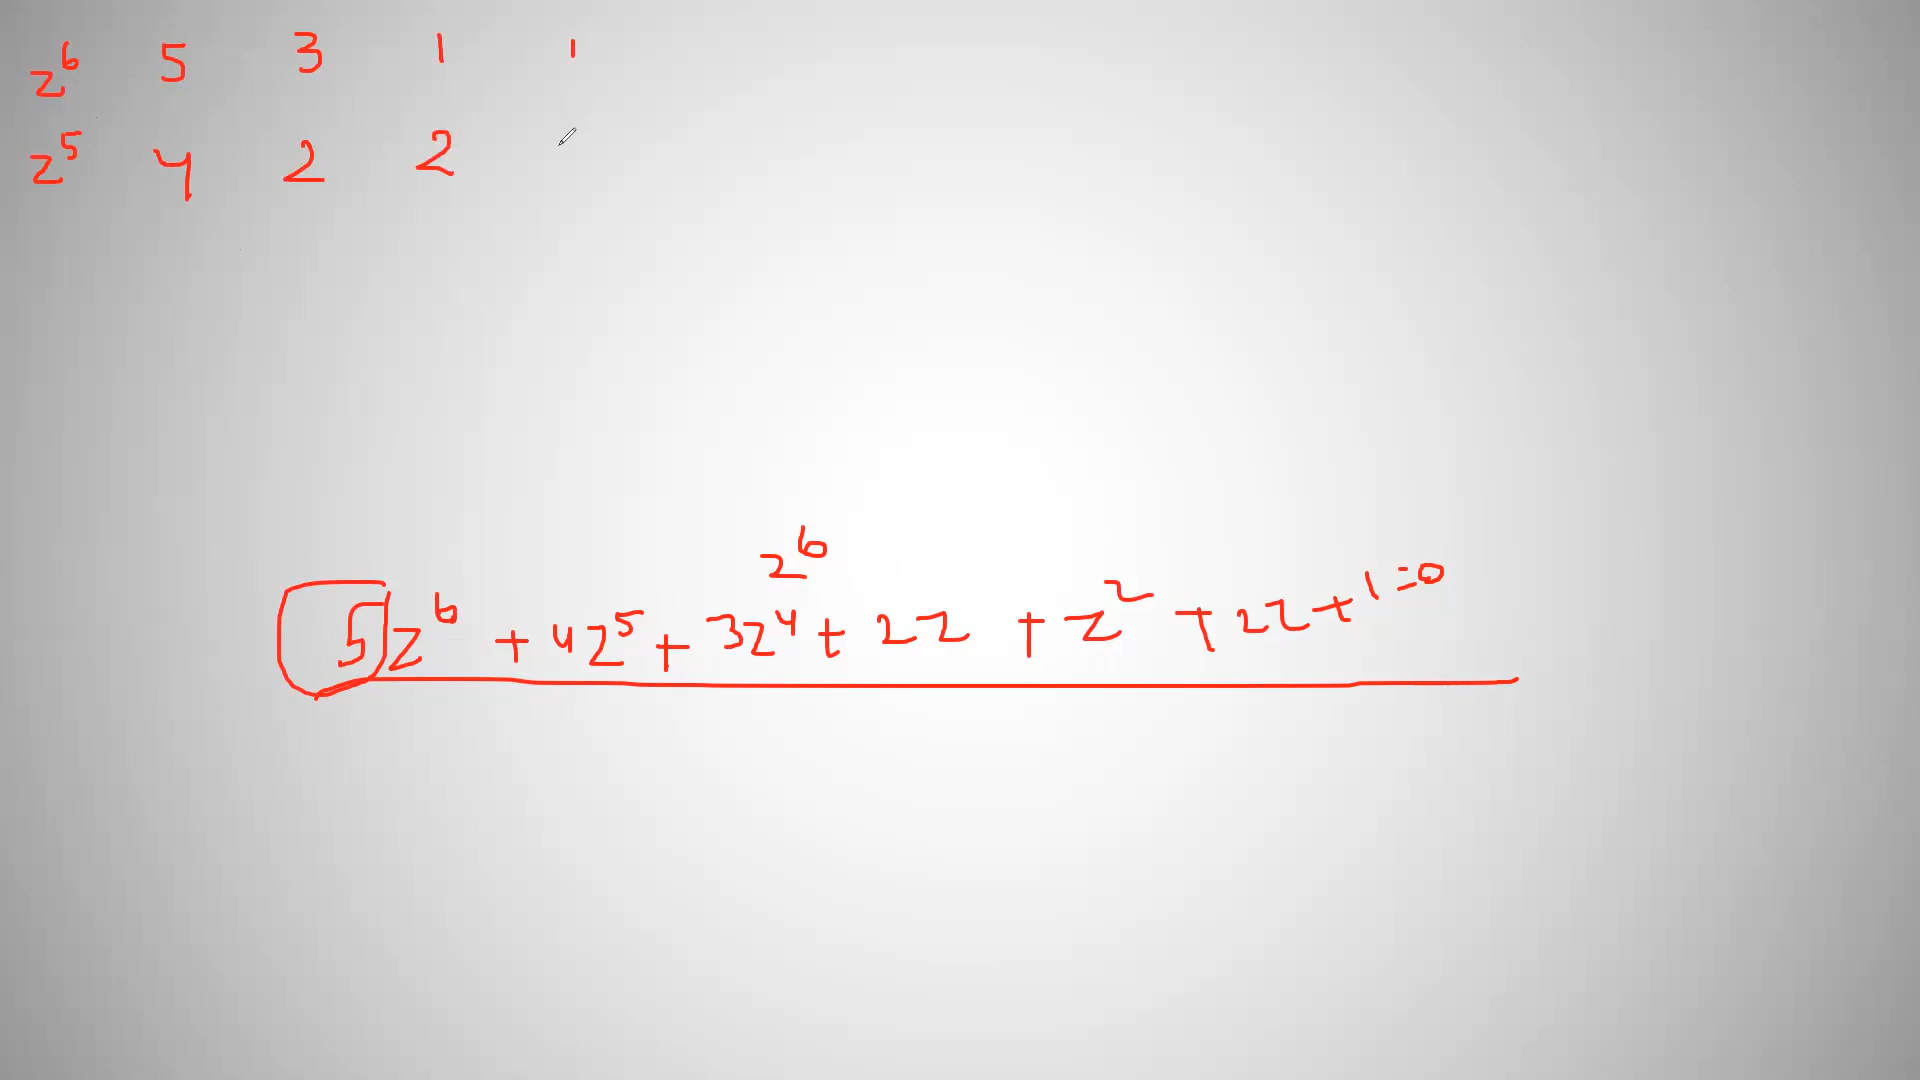 z⁶ 5 3 1 1
z⁵ 4 2 2
z⁶
5z⁶ + 4z⁵ + 3z⁴ + 2z + z² + 2z + 1 = 0